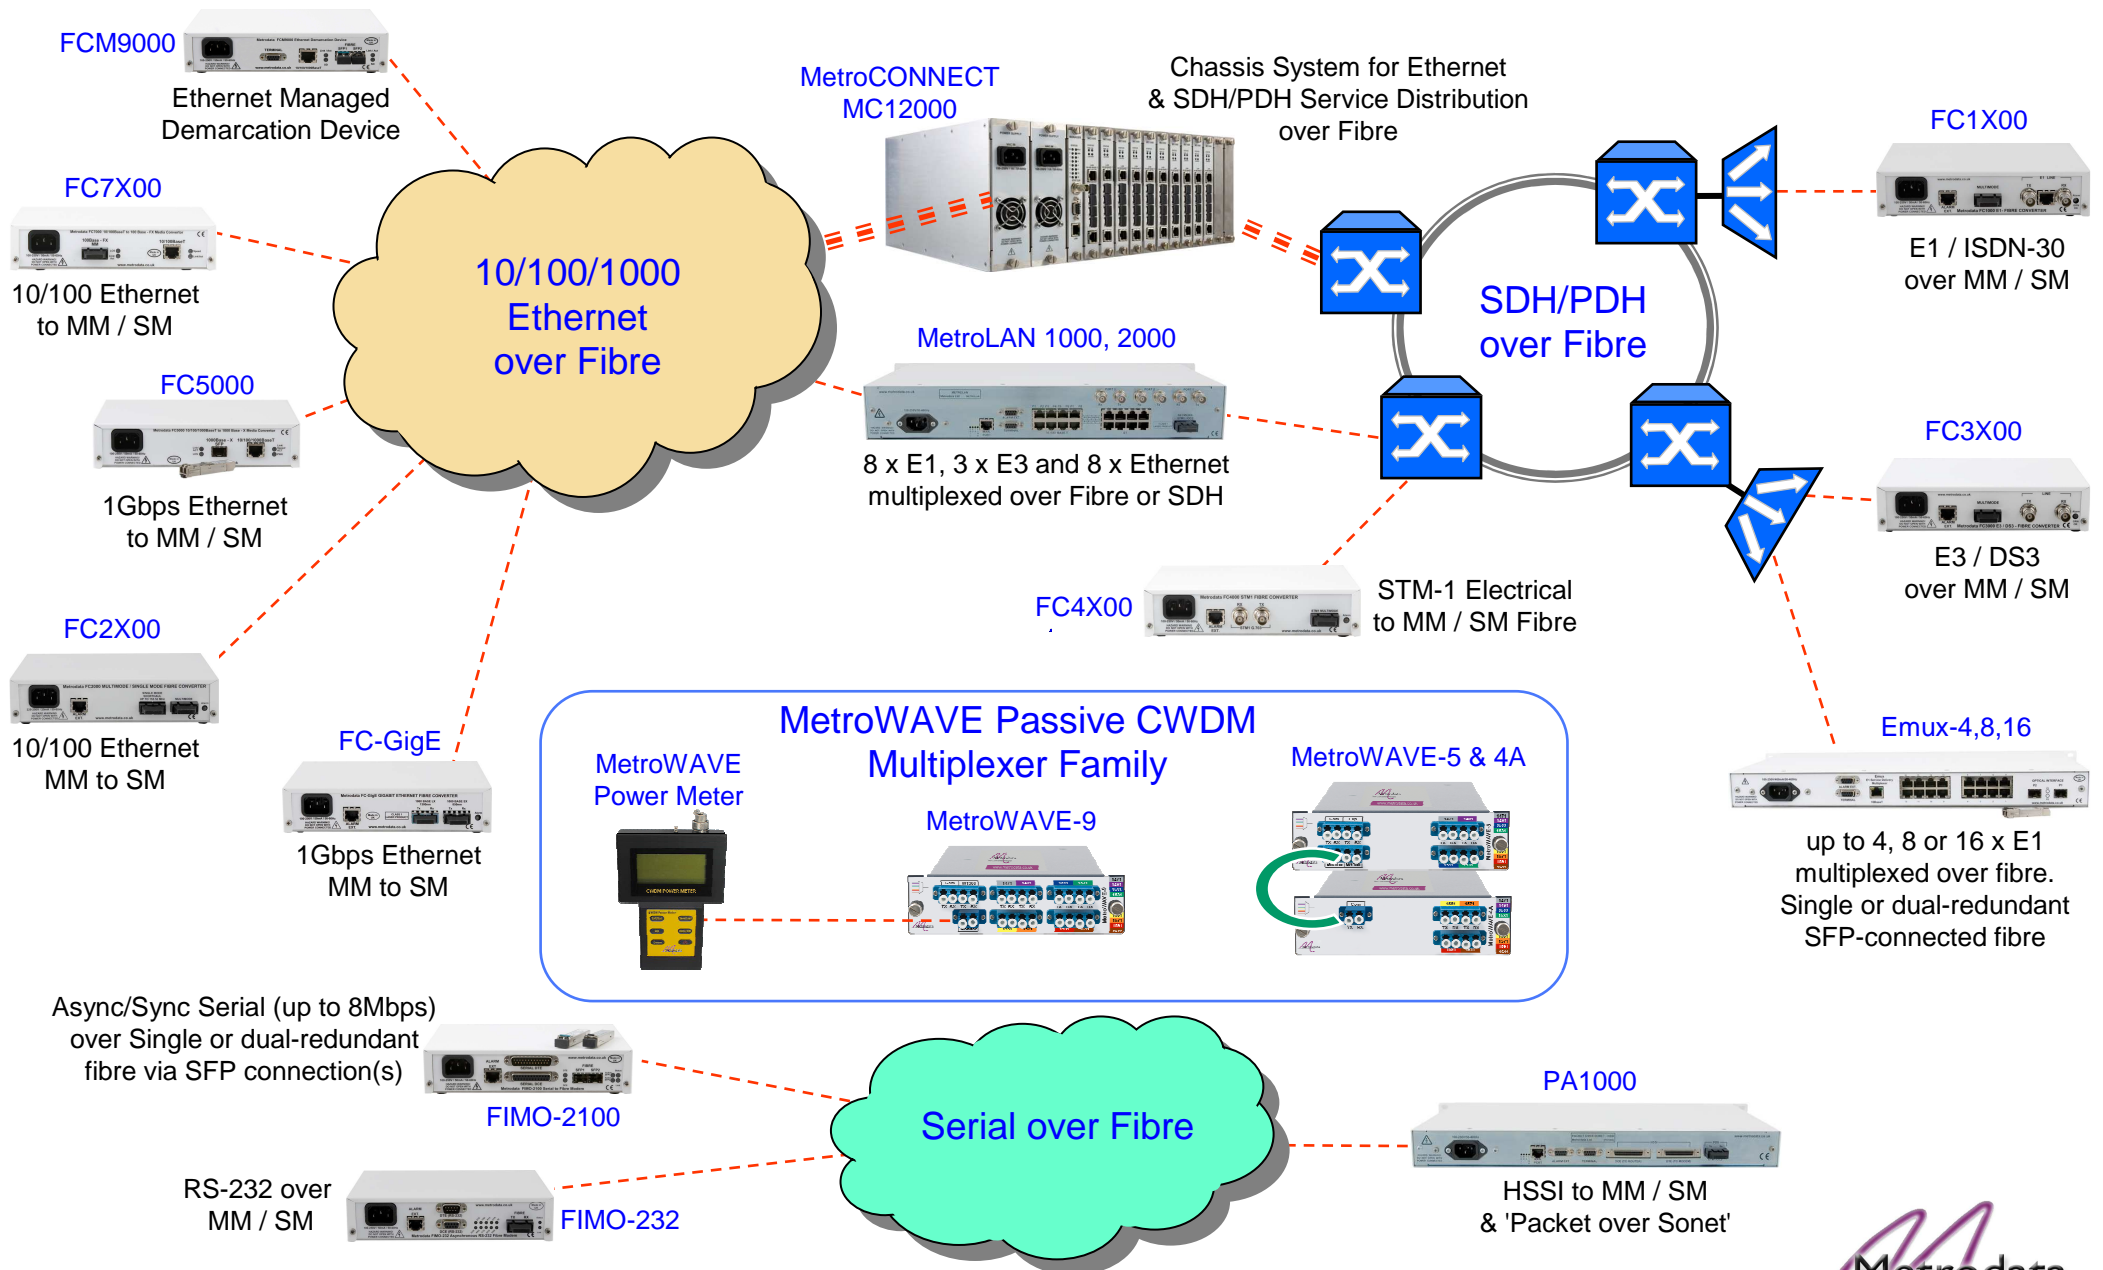 FCM9000
Ethernet Managed
Demarcation Device
MetroCONNECT
MC12000
Chassis System for Ethernet
& SDH/PDH Service Distribution
over Fibre
FC1X00
E1 / ISDN-30
over MM / SM
FC7X00
10/100 Ethernet
to MM / SM
10/100/1000
Ethernet
over Fibre
SDH/PDH
over Fibre
MetroLAN 1000, 2000
8 x E1, 3 x E3 and 8 x Ethernet
multiplexed over Fibre or SDH
FC5000
1Gbps Ethernet
to MM / SM
FC3X00
E3 / DS3
over MM / SM
FC4X00
STM-1 Electrical
to MM / SM Fibre
FC2X00
10/100 Ethernet
MM to SM
FC-GigE
1Gbps Ethernet
MM to SM
MetroWAVE Passive CWDM
Multiplexer Family
MetroWAVE
Power Meter
CWDM POWER METER
MetroWAVE-9
MetroWAVE-5 & 4A
Emux-4,8,16
up to 4, 8 or 16 x E1
multiplexed over fibre.
Single or dual-redundant
SFP-connected fibre
Async/Sync Serial (up to 8Mbps)
over Single or dual-redundant
fibre via SFP connection(s)
FIMO-2100
Serial over Fibre
PA1000
HSSI to MM / SM
& 'Packet over Sonet'
RS-232 over
MM / SM
FIMO-232
Metrodata